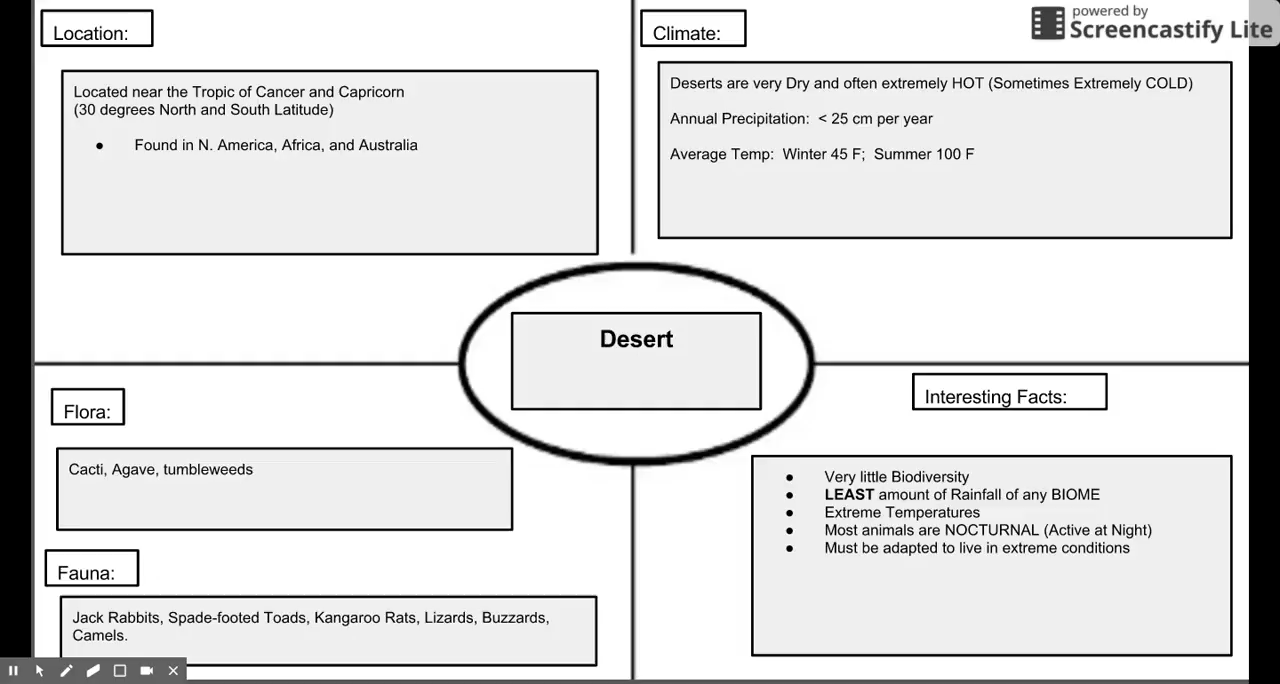 Location:
Located near the Tropic of Cancer and Capricorn
(30 degrees North and South Latitude)
● Found in N. America, Africa, and Australia
Climate:
powered by
Screencastify Lite
Deserts are very Dry and often extremely HOT (Sometimes Extremely COLD)
Annual Precipitation: < 25 cm per year
Average Temp: Winter 45 F; Summer 100 F
Desert
Flora:
Cacti, Agave, tumbleweeds
Fauna:
Jack Rabbits, Spade-footed Toads, Kangaroo Rats, Lizards, Buzzards,
Camels.
Interesting Facts:
● Very little Biodiversity
● LEAST amount of Rainfall of any BIOME
● Extreme Temperatures
● Most animals are NOCTURNAL (Active at Night)
● Must be adapted to live in extreme conditions